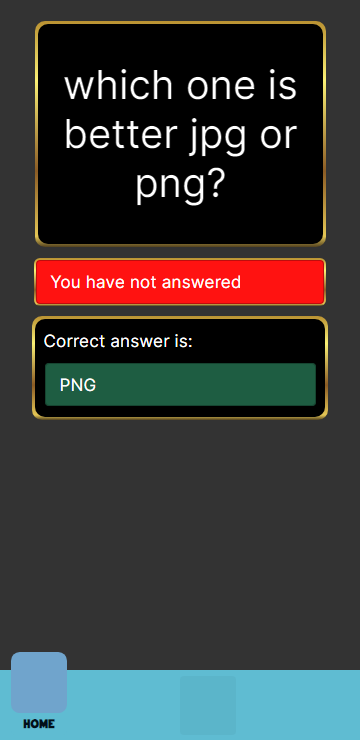 which one is
better jpg or
png?
You have not answered
Correct answer is:
PNG
HOME